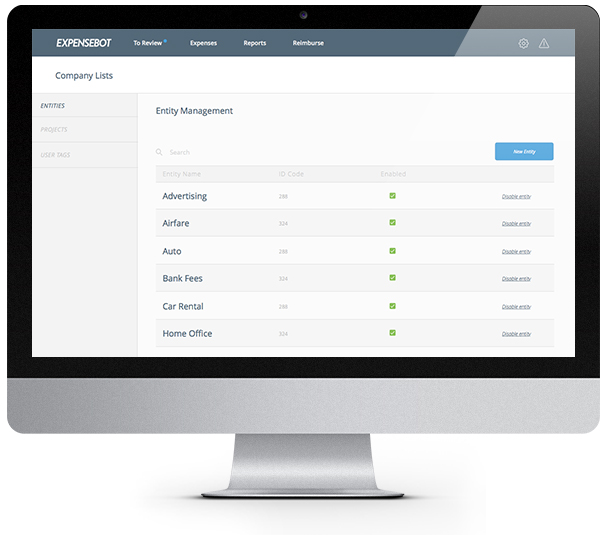 EXPENSEBOT To Review Expenses Reports Reimburse
Company Lists
ENTITIES
PROJECTS
USER TAGS
Entity Management
Search
New Entity
Entity Name ID Code Enabled
Advertising 288 Disable entity
Airfare 324 Disable entity
Auto 288 Disable entity
Bank Fees 324 Disable entity
Car Rental 288 Disable entity
Home Office 324 Disable entity